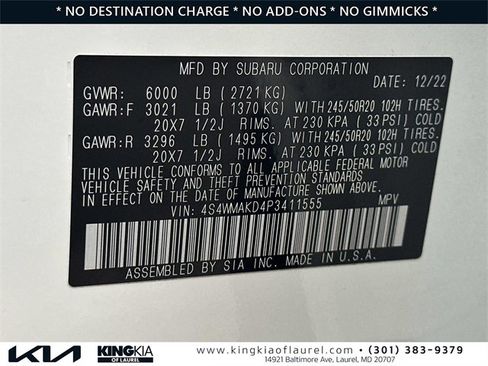 * NO DESTINATION CHARGE * NO ADD-ONS * NO GIMMICKS *
MFD BY SUBARU CORPORATION
GVWR: 6000 LB (2721 KG) DATE: 12/22
GAWR:F 3021 LB (1370 KG) WITH 245/50R20 102H TIRES.
20X7 1/2J RIMS. AT 230 KPA (33 PSI) COLD
GAWR:R 3296 LB (1495 KG) WITH 245/50R20 102H TIRES.
20X7 1/2J RIMS. AT 230 KPA (33 PSI) COLD
THIS VEHICLE CONFORMS TO ALL APPLICABLE FEDERAL MOTOR
VEHICLE SAFETY AND THEFT PREVENTION STANDARDS
IN EFFECT ON THE DATE OF MANUFACTURE SHOWN ABOVE.
VIN: 4S4WMAKD4P3411555 MPV
ASSEMBLED BY SIA INC. MADE IN U.S.A.
KIA KING KIA OF LAUREL
www.kingkiaoflaurel.com • (301) 383-9379
14921 Baltimore Ave, Laurel, MD 20707